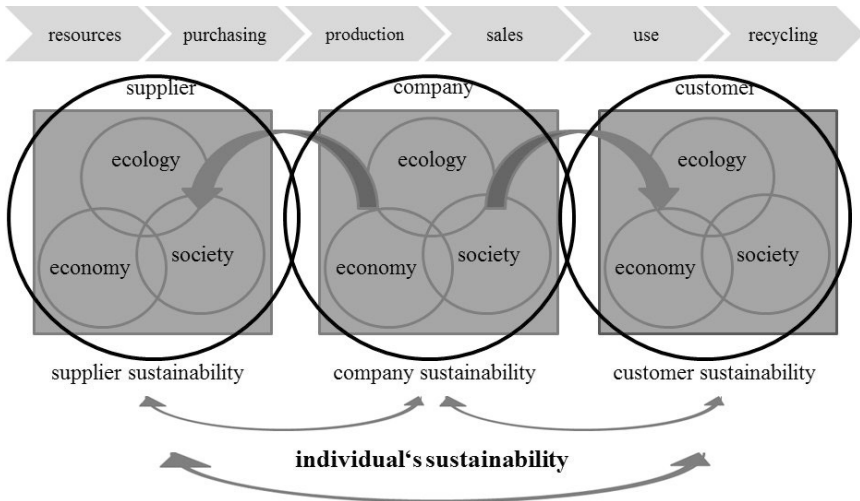 resources purchasing production sales use recycling
supplier company customer
ecology ecology ecology
economy society economy society economy society
supplier sustainability company sustainability customer sustainability
individual‘s sustainability